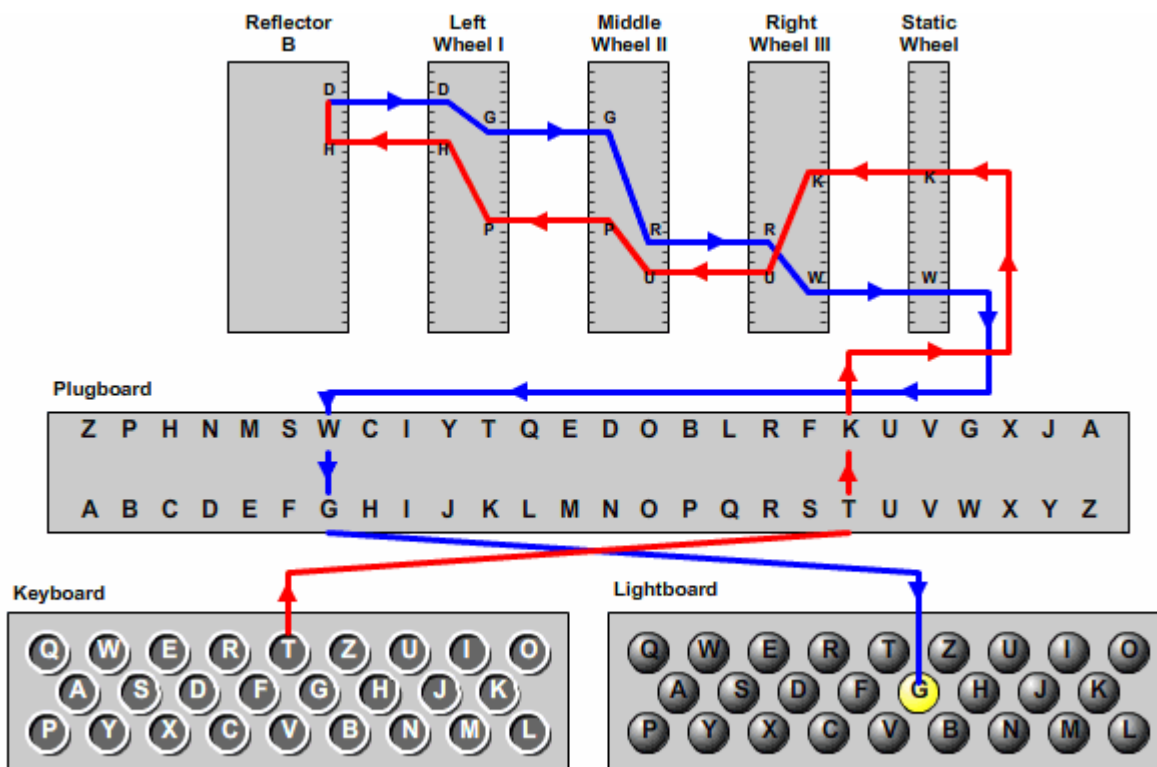 Reflector B
Left Wheel I
Middle Wheel II
Right Wheel III
Static Wheel
D D G G
H H K K
P P R R
U U W W
Plugboard
Z P H N M S W C I Y T Q E D O B L R F K U V G X J A
A B C D E F G H I J K L M N O P Q R S T U V W X Y Z
Keyboard
Q W E R T Z U I O
A S D F G H J K
P Y X C V B N M L
Lightboard
Q W E R T Z U I O
A S D F G H J K
P Y X C V B N M L